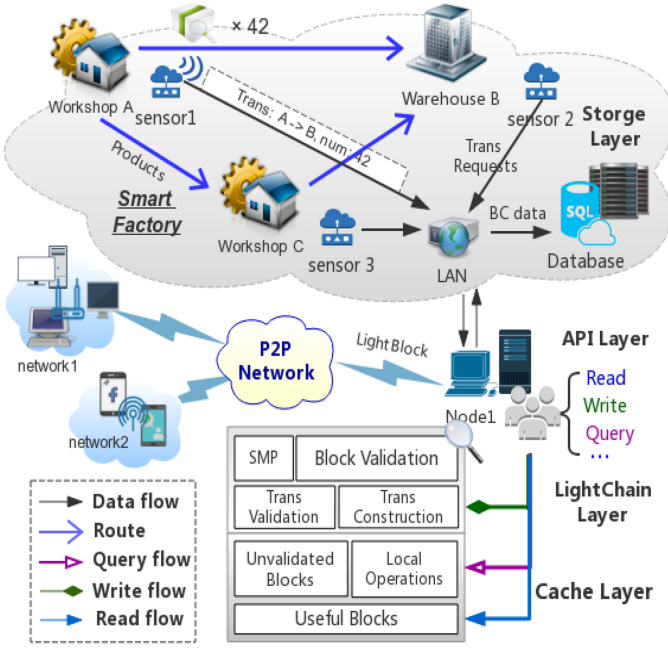 × 42
Workshop A
sensor1
Trans: A -> B, num: 42
Warehouse B
sensor 2
Storge
Layer
Trans
Requests
Products
Smart
Factory
Workshop C
sensor 3
LAN
BC data
SQL
Database
network1
P2P
Network
LightBlock
Node1
API Layer
Read
Write
Query
...
network2
SMP
Block Validation
Trans
Validation
Trans
Construction
LightChain
Layer
Unvalidated
Blocks
Local
Operations
Cache Layer
Useful Blocks
Data flow
Route
Query flow
Write flow
Read flow